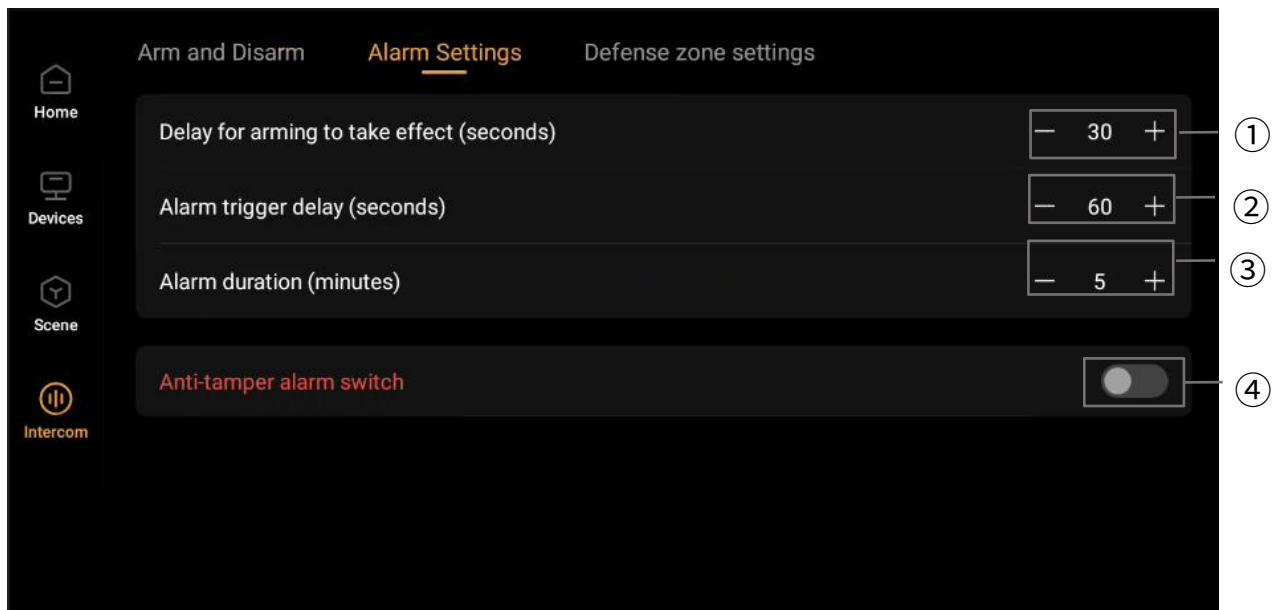 Arm and Disarm Alarm Settings Defense zone settings
Home
Delay for arming to take effect (seconds) — 30 + ①
Devices
Alarm trigger delay (seconds) — 60 + ②
Alarm duration (minutes) — 5 + ③
Scene
Anti-tamper alarm switch ④
Intercom